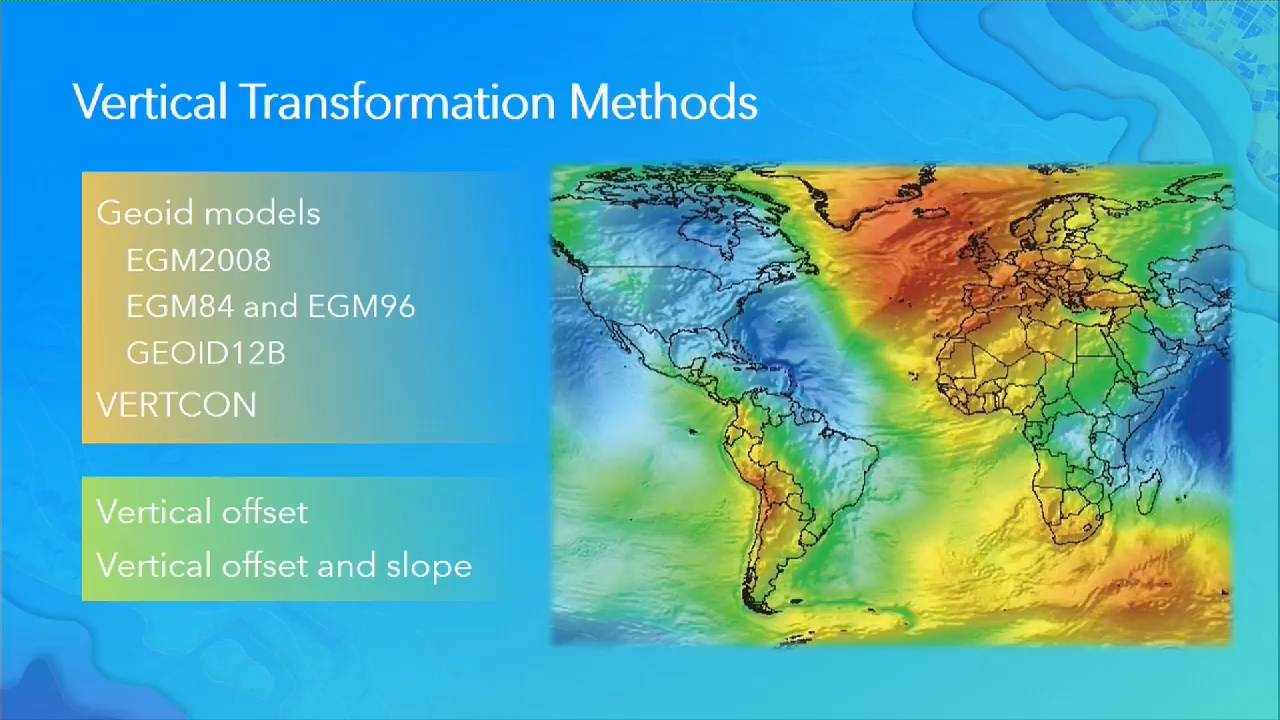 Vertical Transformation Methods
Geoid models
EGM2008
EGM84 and EGM96
GEOID12B
VERTCON
Vertical offset
Vertical offset and slope